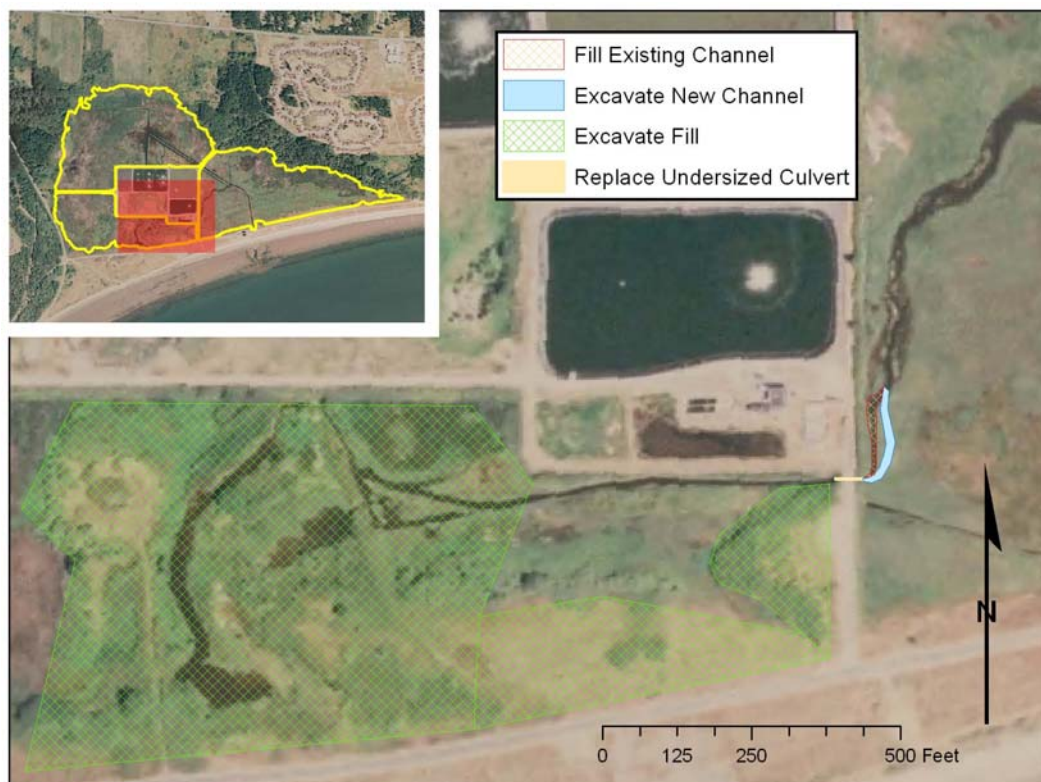 Fill Existing Channel
Excavate New Channel
Excavate Fill
Replace Undersized Culvert
N
0 125 250 500 Feet